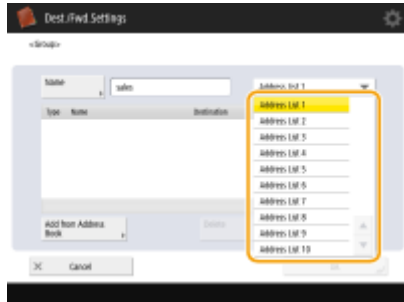 Dest./Fwd.Settings
<Group>
Name
sales
Address List 1
Type Name Destination
Address List 1
Address List 2
Address List 3
Address List 4
Address List 5
Address List 6
Address List 7
Address List 8
Address List 9
Address List 10
Add from Address
Book
Delete
Cancel
OK